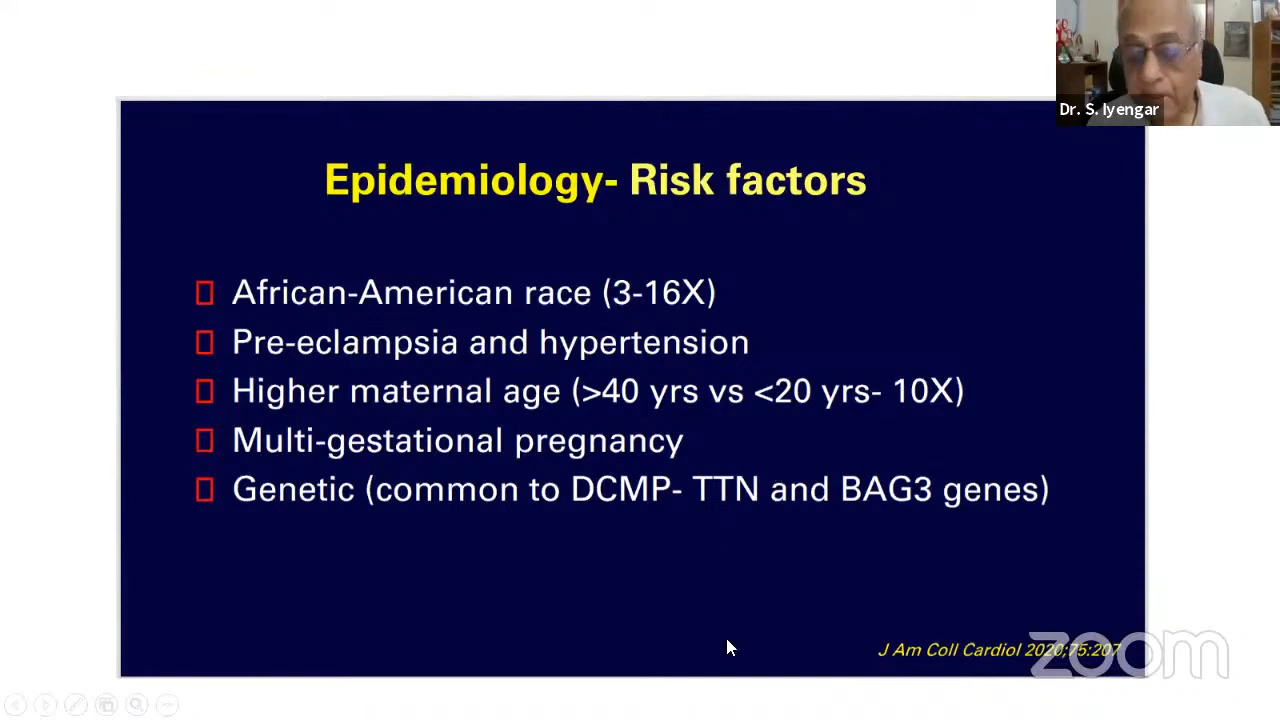 Dr. S. Iyengar
Epidemiology- Risk factors
African-American race (3-16X)
Pre-eclampsia and hypertension
Higher maternal age (>40 yrs vs <20 yrs- 10X)
Multi-gestational pregnancy
Genetic (common to DCMP- TTN and BAG3 genes)
J Am Coll Cardiol 2020;75:207
zoom